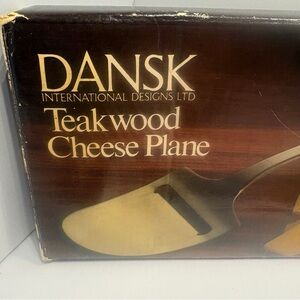 DANSK
INTERNATIONAL DESIGNS LTD
Teakwood
Cheese Plane